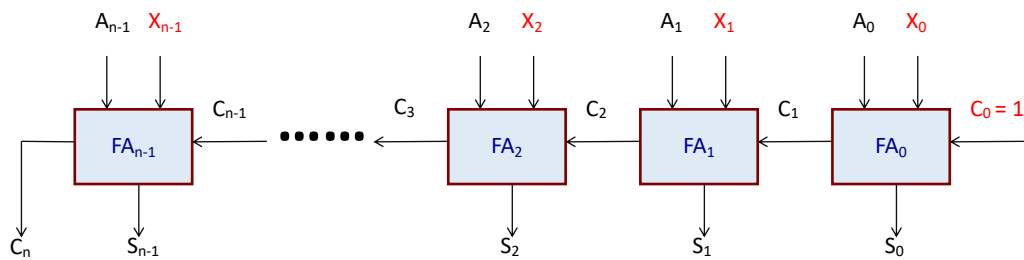 Aₙ₋₁ Xₙ₋₁ A₂ X₂ A₁ X₁ A₀ X₀
Cₙ₋₁ C₃ C₂ C₁ C₀ = 1
FAₙ₋₁ FA₂ FA₁ FA₀
Cₙ Sₙ₋₁ S₂ S₁ S₀